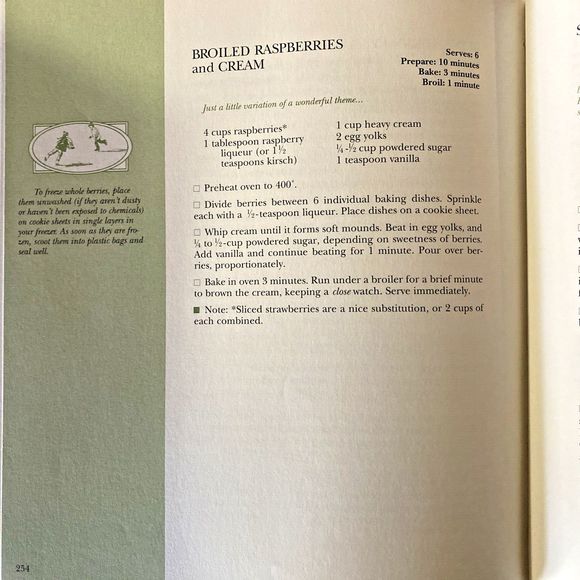 BROILED RASPBERRIES
and CREAM
Serves: 6
Prepare: 10 minutes
Bake: 3 minutes
Broil: 1 minute
Just a little variation of a wonderful theme...
4 cups raspberries*
1 tablespoon raspberry
liqueur (or 1 1/2
teaspoons kirsch)
1 cup heavy cream
2 egg yolks
1/4-1/2 cup powdered sugar
1 teaspoon vanilla
To freeze whole berries, place
them unwashed (if they aren't dusty
or haven't been exposed to chemicals)
on cookie sheets in single layers in
your freezer. As soon as they are fro-
zen, scoot them into plastic bags and
seal well.
□ Preheat oven to 400°.
□ Divide berries between 6 individual baking dishes. Sprinkle
each with a 1/2-teaspoon liqueur. Place dishes on a cookie sheet.
□ Whip cream until it forms soft mounds. Beat in egg yolks, and
1/4 to 1/2-cup powdered sugar, depending on sweetness of berries.
Add vanilla and continue beating for 1 minute. Pour over ber-
ries, proportionately.
□ Bake in oven 3 minutes. Run under a broiler for a brief minute
to brown the cream, keeping a close watch. Serve immediately.
■ Note: *Sliced strawberries are a nice substitution, or 2 cups of
each combined.
254